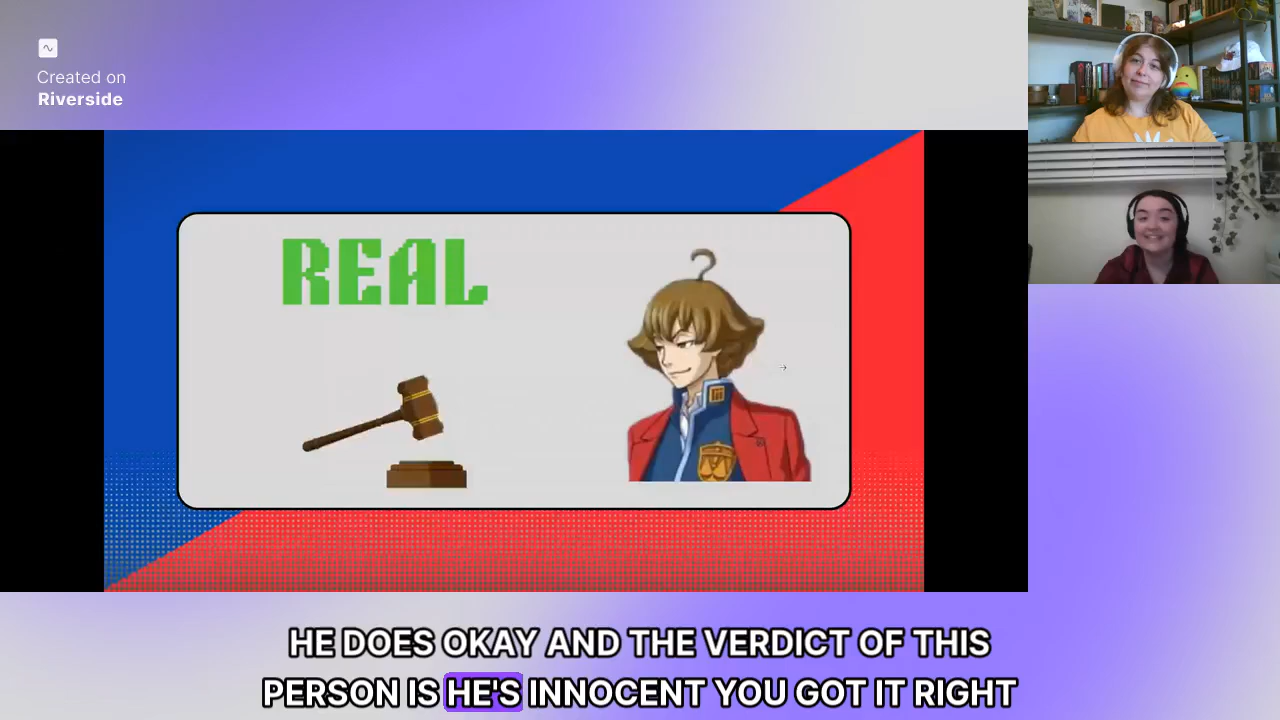 Created on
Riverside
REAL
HE DOES OKAY AND THE VERDICT OF THIS
PERSON IS HE'S INNOCENT YOU GOT IT RIGHT